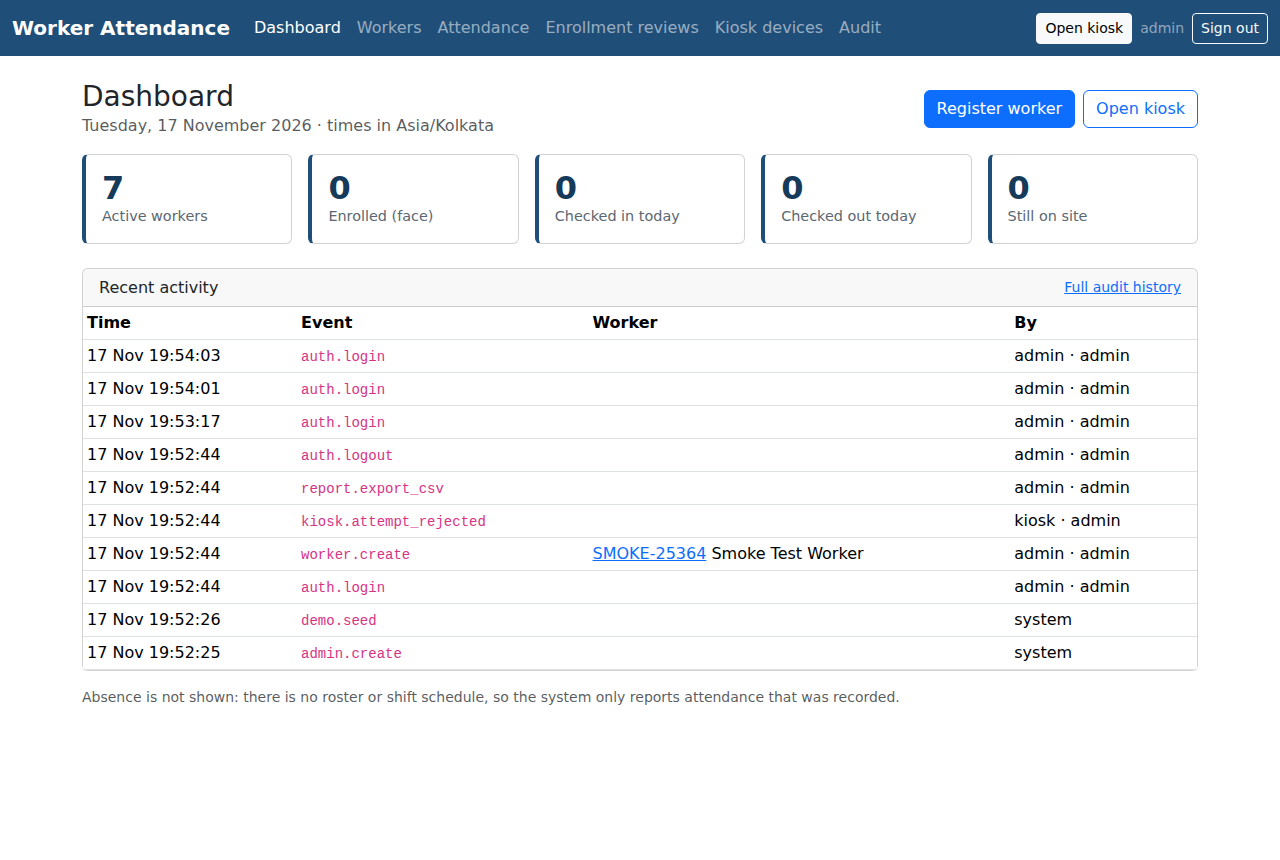 Worker Attendance Dashboard Workers Attendance Enrollment reviews Kiosk devices Audit Open kiosk admin Sign out
Dashboard
Tuesday, 17 November 2026 · times in Asia/Kolkata
Register worker Open kiosk
7 0 0 0 0
Active workers Enrolled (face) Checked in today Checked out today Still on site
Recent activity Full audit history
Time Event Worker By
17 Nov 19:54:03 auth.login admin · admin
17 Nov 19:54:01 auth.login admin · admin
17 Nov 19:53:17 auth.login admin · admin
17 Nov 19:52:44 auth.logout admin · admin
17 Nov 19:52:44 report.export_csv admin · admin
17 Nov 19:52:44 kiosk.attempt_rejected kiosk · admin
17 Nov 19:52:44 worker.create SMOKE-25364 Smoke Test Worker admin · admin
17 Nov 19:52:44 auth.login admin · admin
17 Nov 19:52:26 demo.seed system
17 Nov 19:52:25 admin.create system
Absence is not shown: there is no roster or shift schedule, so the system only reports attendance that was recorded.